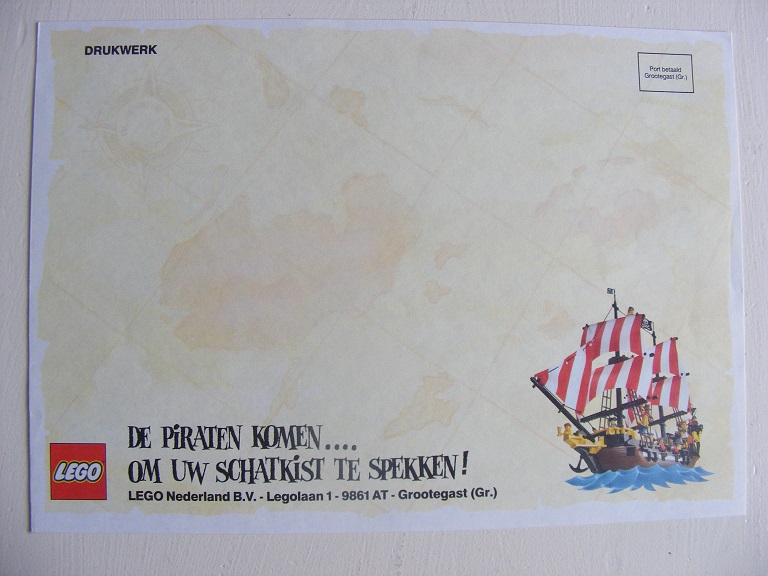 DRUKWERK
Port betaald
Grootegast (Gr.)
DE PiRATEN KOMEN....
OM UW SCHATKiST TE SPEKKEN!
LEGO
LEGO Nederland B.V. - Legolaan 1 - 9861 AT - Grootegast (Gr.)